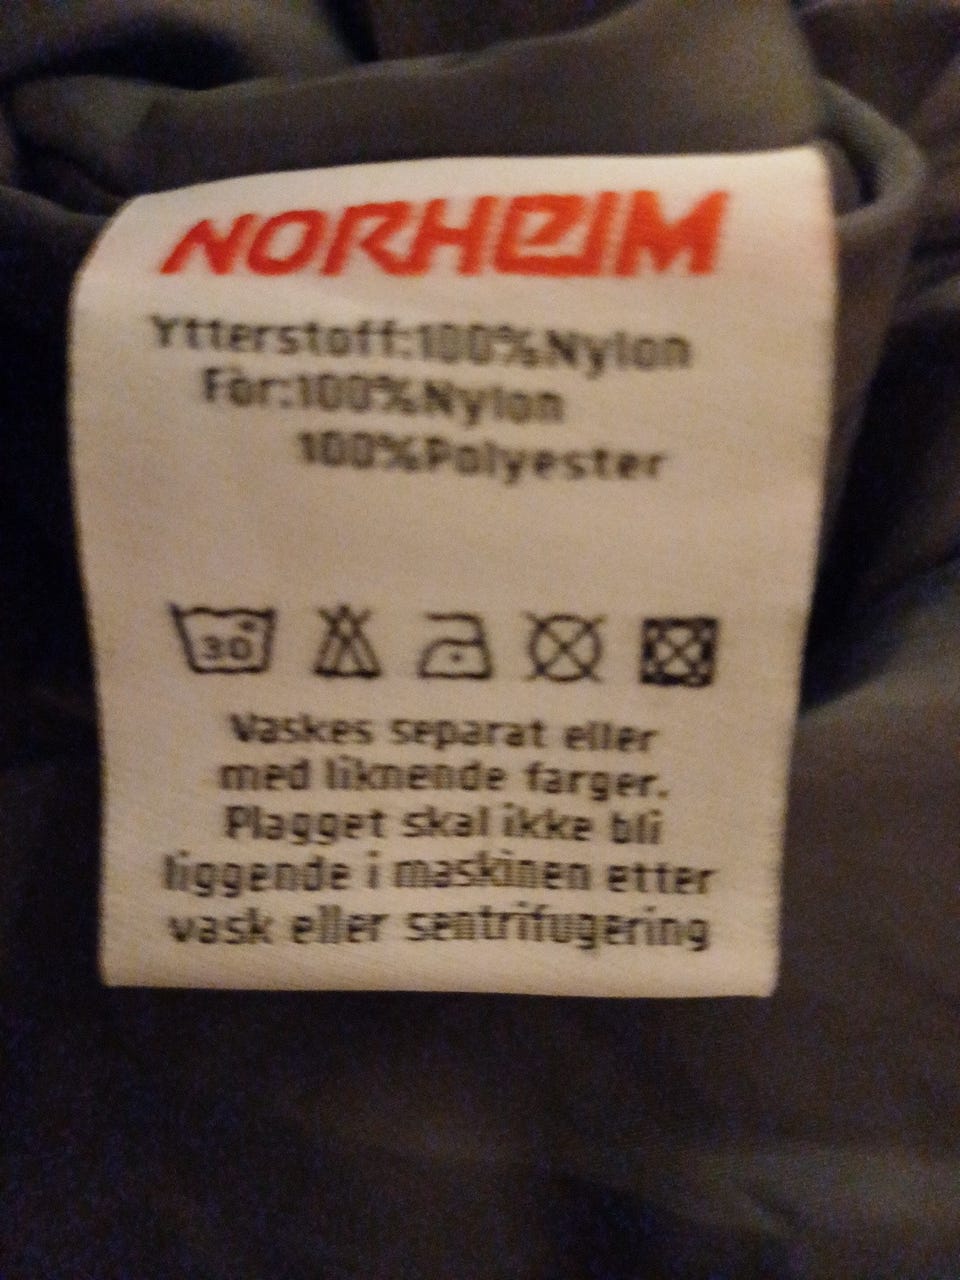 NORHEIM
Ytterstoff:100%Nylon
Fòr:100%Nylon
100%Polyester
30°
Vaskes separat eller
med liknende farger.
Plagget skal ikke bli
liggende i maskinen etter
vask eller sentrifugering